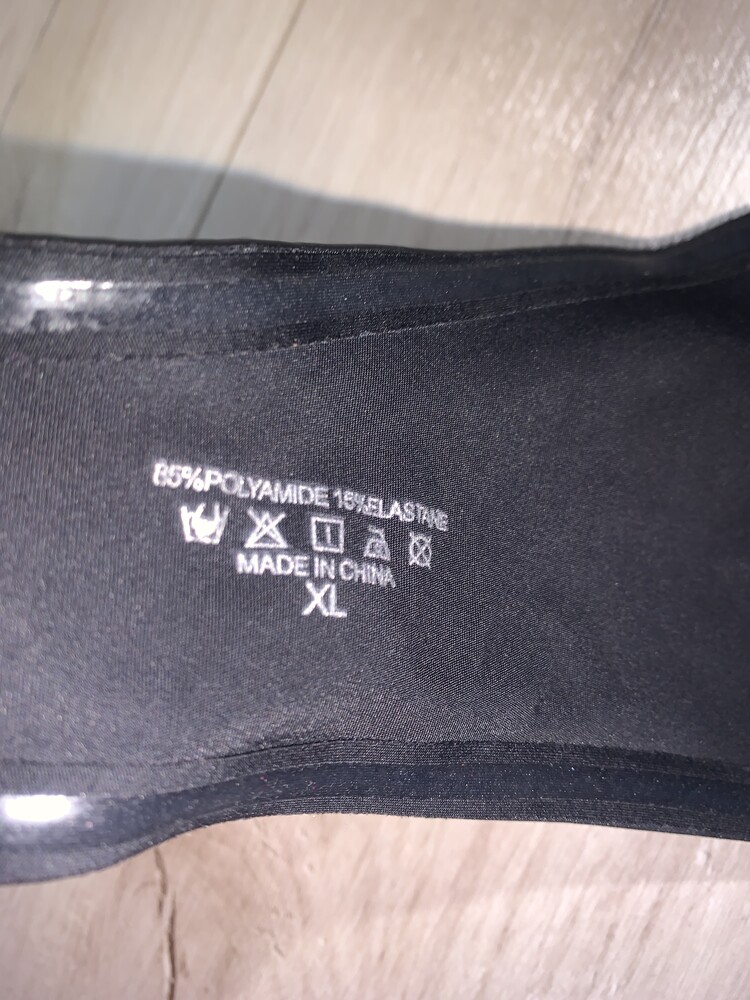 85%POLYAMIDE 15%ELASTANE
MADE IN CHINA
XL